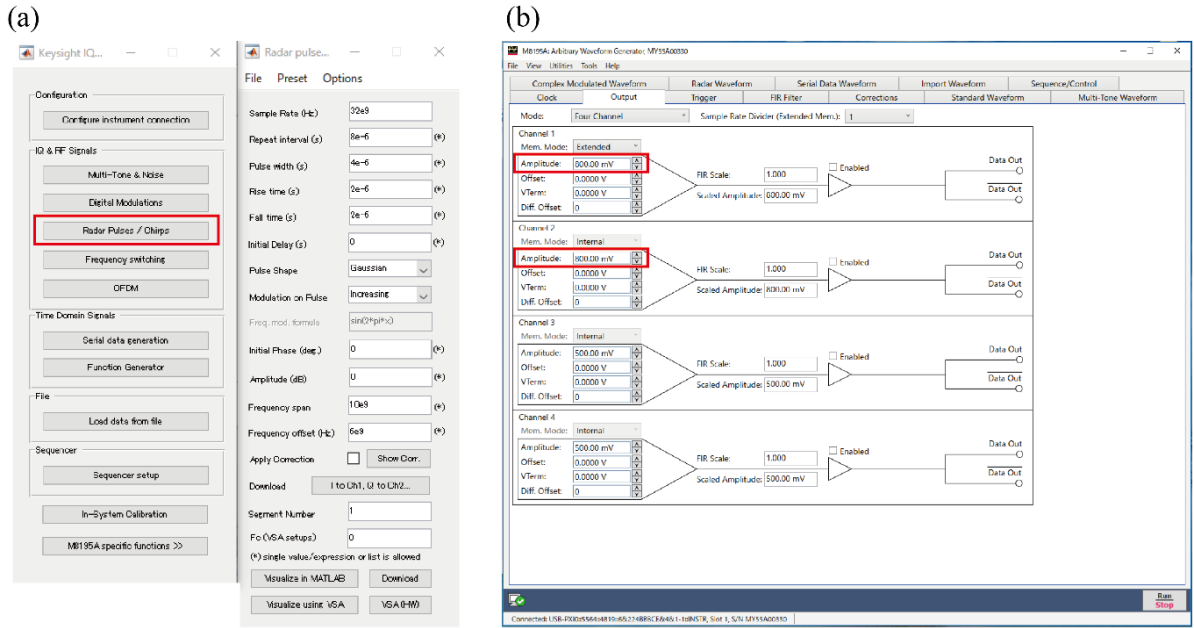 (a)
(b)
Keysight IQ...
Configuration
Configure instrument connection
IQ & RF Signals
Multi-Tone & Noise
Digital Modulations
Radar Pulses / Chirps
Frequency switching
OFDM
Time Domain Signals
Serial data generation
Function Generator
File
Load data from file
Sequencer
Sequencer setup
In-System Calibration
M8195A specific functions >>
Radar pulse...
File Preset Options
Sample Rate (Hz) 32e9
Repeat interval (s) 8e-6 (*)
Pulse width (s) 4e-6 (*)
Rise time (s) 2e-6 (*)
Fall time (s) 2e-6 (*)
Initial Delay (s) 0 (*)
Pulse Shape Gaussian
Modulation on Pulse Increasing
Freq. mod. formula sin(2*pi*x)
Initial Phase (deg.) 0 (*)
Amplitude (dB) 0 (*)
Frequency span 10e9 (*)
Frequency offset (Hz) 6e9 (*)
Apply Correction Show Corr.
Download I to Ch1, Q to Ch2...
Segment Number 1
Fc (VSA setups) 0
(*) single value/expression or list is allowed
Visualize in MATLAB Download
Visualize using VSA VSA (HW)
M8195A: Arbitrary Waveform Generator, MY55A00330
File View Utilities Tools Help
Complex Modulated Waveform Radar Waveform Serial Data Waveform Import Waveform Sequence/Control
Clock Output Trigger FIR Filter Corrections Standard Waveform Multi-Tone Waveform
Mode: Four Channel Sample Rate Divider (Extended Mem.): 1
Channel 1
Mem. Mode: Extended
Amplitude: 800.00 mV
Offset: 0.0000 V
VTerm: 0.0000 V
Diff. Offset: 0
FIR Scale: 1.000
Scaled Amplitude: 800.00 mV
Enabled
Data Out
Data Out
Channel 2
Mem. Mode: Internal
Amplitude: 800.00 mV
Offset: 0.0000 V
VTerm: 0.0000 V
Diff. Offset: 0
FIR Scale: 1.000
Scaled Amplitude: 800.00 mV
Enabled
Data Out
Data Out
Channel 3
Mem. Mode: Internal
Amplitude: 500.00 mV
Offset: 0.0000 V
VTerm: 0.0000 V
Diff. Offset: 0
FIR Scale: 1.000
Scaled Amplitude: 500.00 mV
Enabled
Data Out
Data Out
Channel 4
Mem. Mode: Internal
Amplitude: 500.00 mV
Offset: 0.0000 V
VTerm: 0.0000 V
Diff. Offset: 0
FIR Scale: 1.000
Scaled Amplitude: 500.00 mV
Enabled
Data Out
Data Out
Run
Stop
Slot 1, S/N MY55A00330